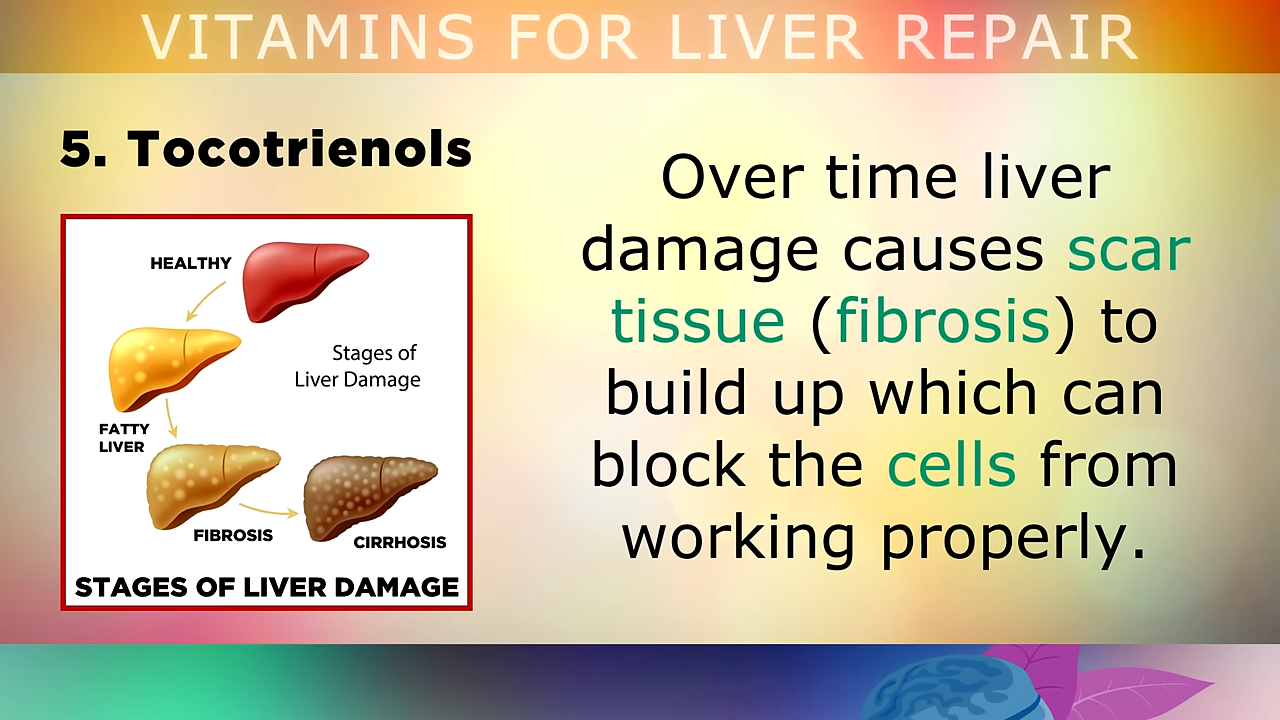 VITAMINS FOR LIVER REPAIR
5. Tocotrienols
HEALTHY
Stages of
Liver Damage
FATTY
LIVER
FIBROSIS
CIRRHOSIS
STAGES OF LIVER DAMAGE
Over time liver
damage causes scar
tissue (fibrosis) to
build up which can
block the cells from
working properly.